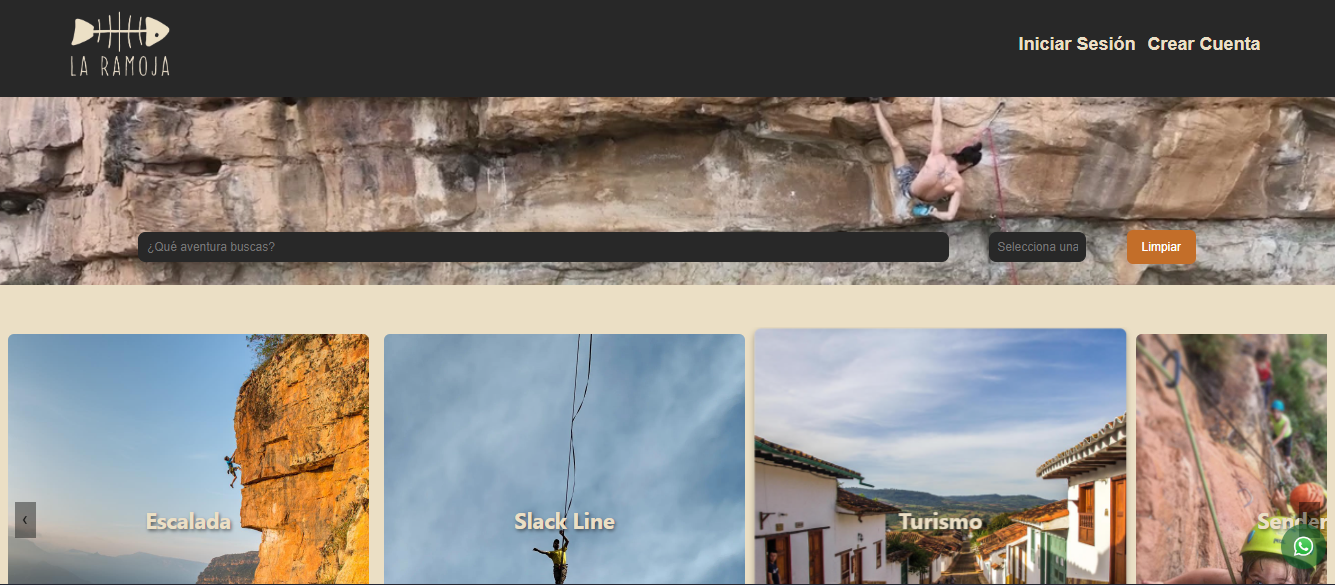 LA RAMOJA
Iniciar Sesión Crear Cuenta
¿Qué aventura buscas?
Selecciona una
Limpiar
Escalada
Slack Line
Turismo
Sender